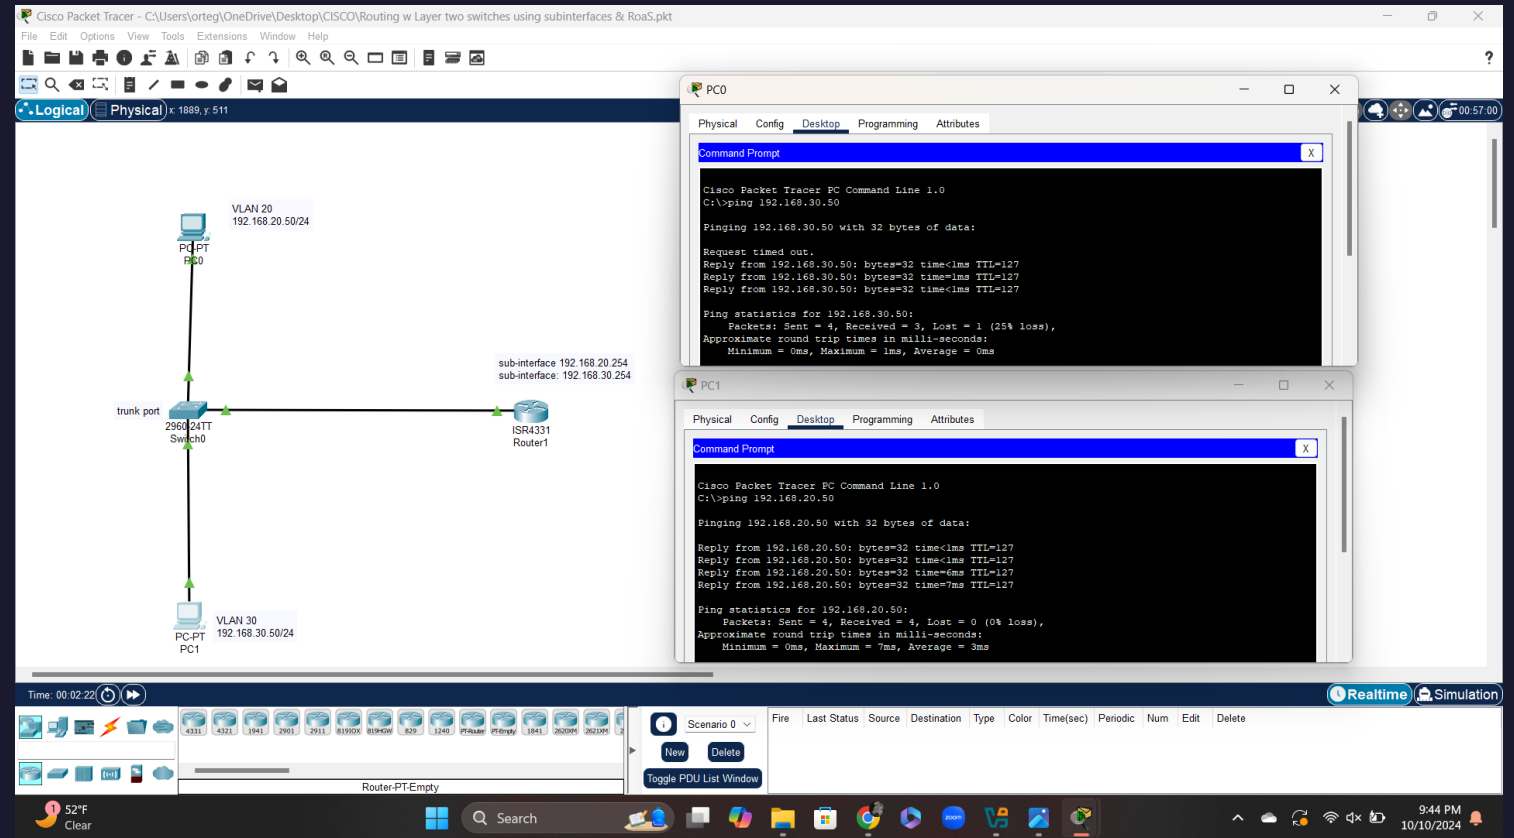 Cisco Packet Tracer - C:\Users\orteg\OneDrive\Desktop\CISCO\Routing w Layer two switches using subinterfaces & RoaS.pkt
File Edit Options View Tools Extensions Window Help
?
Logical Physical x: 1889, y: 511
00:57:00
VLAN 20
192.168.20.50/24
PC-PT
PC0
sub-interface 192.168.20.254
sub-interface: 192.168.30.254
trunk port
2960-24TT
Switch0
ISR4331
Router1
VLAN 30
192.168.30.50/24
PC-PT
PC1
PC0
Physical Config Desktop Programming Attributes
Command Prompt
X
Cisco Packet Tracer PC Command Line 1.0
C:\>ping 192.168.30.50
Pinging 192.168.30.50 with 32 bytes of data:
Request timed out.
Reply from 192.168.30.50: bytes=32 time<1ms TTL=127
Reply from 192.168.30.50: bytes=32 time=1ms TTL=127
Reply from 192.168.30.50: bytes=32 time<1ms TTL=127
Ping statistics for 192.168.30.50:
Packets: Sent = 4, Received = 3, Lost = 1 (25% loss),
Approximate round trip times in milli-seconds:
Minimum = 0ms, Maximum = 1ms, Average = 0ms
PC1
Physical Config Desktop Programming Attributes
Command Prompt
X
Cisco Packet Tracer PC Command Line 1.0
C:\>ping 192.168.20.50
Pinging 192.168.20.50 with 32 bytes of data:
Reply from 192.168.20.50: bytes=32 time<1ms TTL=127
Reply from 192.168.20.50: bytes=32 time<1ms TTL=127
Reply from 192.168.20.50: bytes=32 time=6ms TTL=127
Reply from 192.168.20.50: bytes=32 time=7ms TTL=127
Ping statistics for 192.168.20.50:
Packets: Sent = 4, Received = 4, Lost = 0 (0% loss),
Approximate round trip times in milli-seconds:
Minimum = 0ms, Maximum = 7ms, Average = 3ms
Time: 00:02:22
Realtime Simulation
4331 4321 1941 2901 2911 819IOX 819HGW 829 1240 PT-Router PT-Empty 1841 2620XM 2621XM
Router-PT-Empty
Scenario 0
New Delete
Toggle PDU List Window
Fire Last Status Source Destination Type Color Time(sec) Periodic Num Edit Delete
1
52°F
Clear
Search
zoom
9:44 PM
10/10/2024